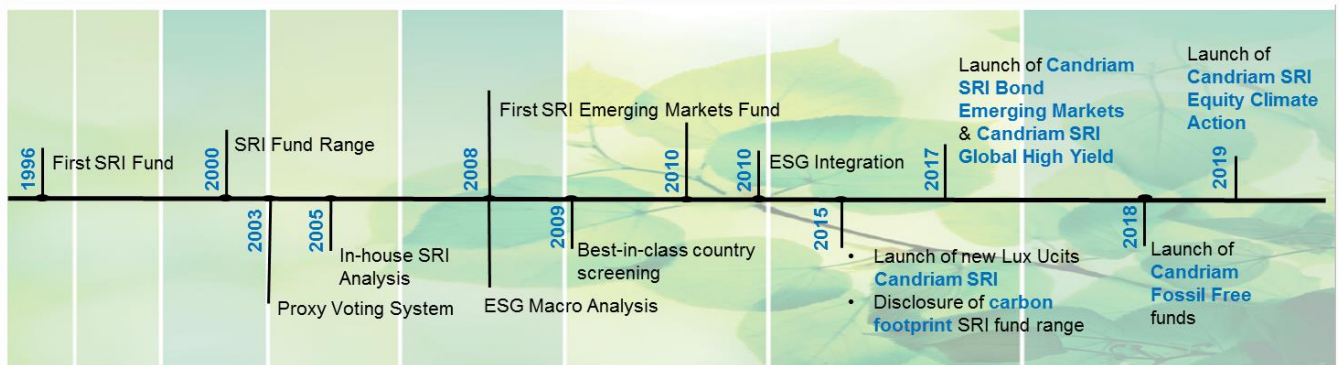 1996
First SRI Fund
2000
SRI Fund Range
2003
Proxy Voting System
2005
In-house SRI
Analysis
2008
First SRI Emerging Markets Fund
ESG Macro Analysis
2009
Best-in-class country
screening
2010
2010
ESG Integration
2015
• Launch of new Lux Ucits
Candriam SRI
• Disclosure of carbon
footprint SRI fund range
2017
Launch of Candriam
SRI Bond
Emerging Markets
& Candriam SRI
Global High Yield
2018
Launch of
Candriam
Fossil Free
funds
2019
Launch of
Candriam SRI
Equity Climate
Action